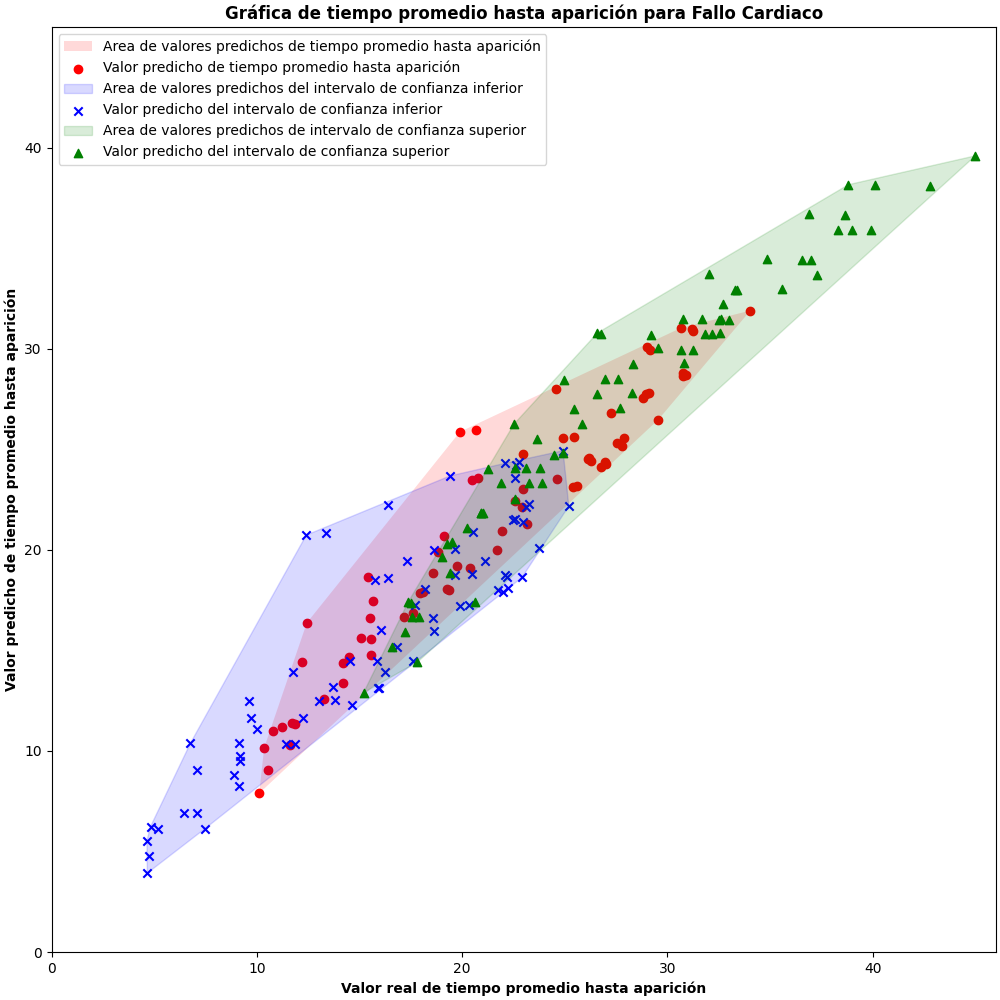 Gráfica de tiempo promedio hasta aparición para Fallo Cardiaco
Area de valores predichos de tiempo promedio hasta aparición
Valor predicho de tiempo promedio hasta aparición
Area de valores predichos del intervalo de confianza inferior
Valor predicho del intervalo de confianza inferior
Area de valores predichos de intervalo de confianza superior
Valor predicho del intervalo de confianza superior
Valor predicho de tiempo promedio hasta aparición
40
30
20
10
0
0 10 20 30 40
Valor real de tiempo promedio hasta aparición